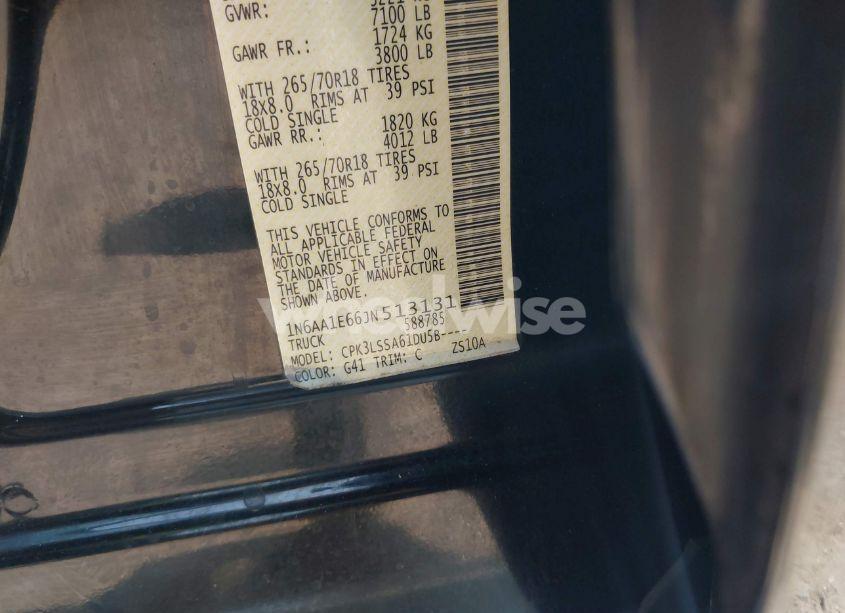 GVWR: 3221
7100 LB
GAWR FR.: 1724 KG
3800 LB
WITH 265/70R18 TIRES
18X8.0 RIMS AT 39 PSI
COLD SINGLE
GAWR RR.: 1820 KG
4012 LB
WITH 265/70R18 TIRES
18X8.0 RIMS AT 39 PSI
COLD SINGLE
THIS VEHICLE CONFORMS TO
ALL APPLICABLE FEDERAL
MOTOR VEHICLE SAFETY
STANDARDS IN EFFECT ON
THE DATE OF MANUFACTURE
SHOWN ABOVE.
1N6AA1E66JN513131
TRUCK 588785
MODEL: CPK3LSSA61DU5B----
COLOR: G41 TRIM: C ZS10A
wheelwise